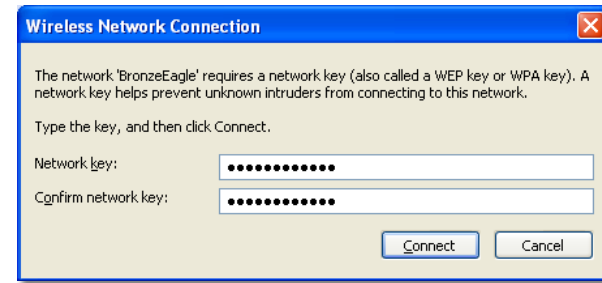 Wireless Network Connection
The network 'BronzeEagle' requires a network key (also called a WEP key or WPA key). A
network key helps prevent unknown intruders from connecting to this network.
Type the key, and then click Connect.
Network key: ••••••••••••
Confirm network key: ••••••••••••
Connect Cancel